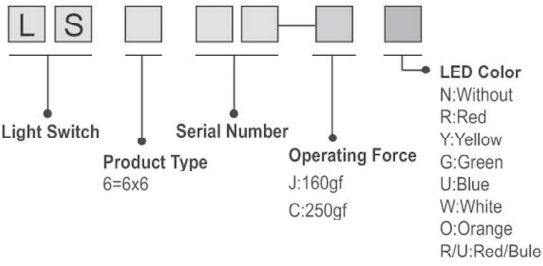 L S
LED Color
N:Without
Light Switch
Serial Number
R:Red
Y:Yellow
Product Type
Operating Force
G:Green
6=6x6
J:160gf
U:Blue
C:250gf
W:White
O:Orange
R/U:Red/Bule